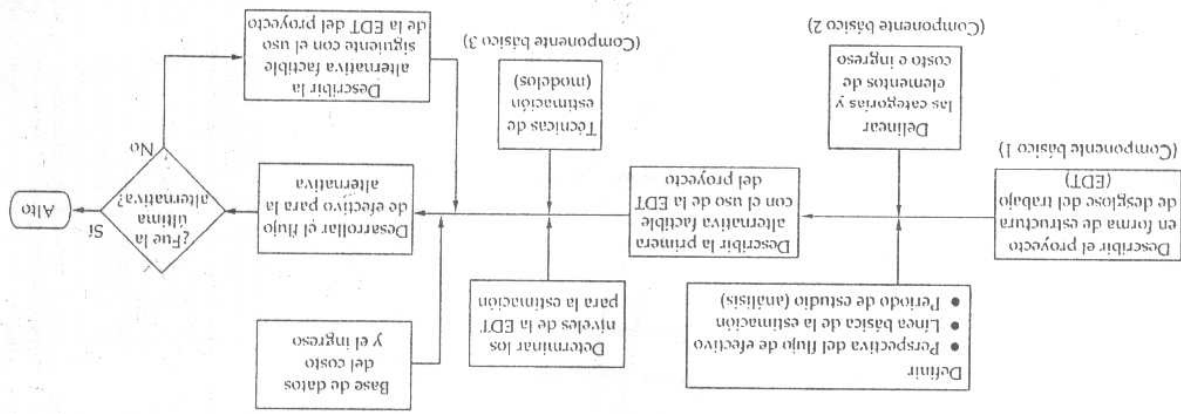 Describir el proyecto
en forma de estructura
de desglose del trabajo
(EDT)
(Componente básico 1)
Definir
● Perspectiva del flujo de efectivo
● Línea básica de la estimación
● Periodo de estudio (análisis)
Delinear
las categorías y
elementos de
costo e ingreso
(Componente básico 2)
Describir la primera
alternativa factible
con el uso de la EDT
del proyecto
Determinar los
niveles de la EDT
para la estimación
Técnicas de
estimación
(modelos)
(Componente básico 3)
Base de datos
del costo
y el ingreso
Desarrollar el flujo
de efectivo para la
alternativa
Describir la
alternativa factible
siguiente con el uso
de la EDT del proyecto
¿Fue la
última
alternativa?
No
Sí
Alto